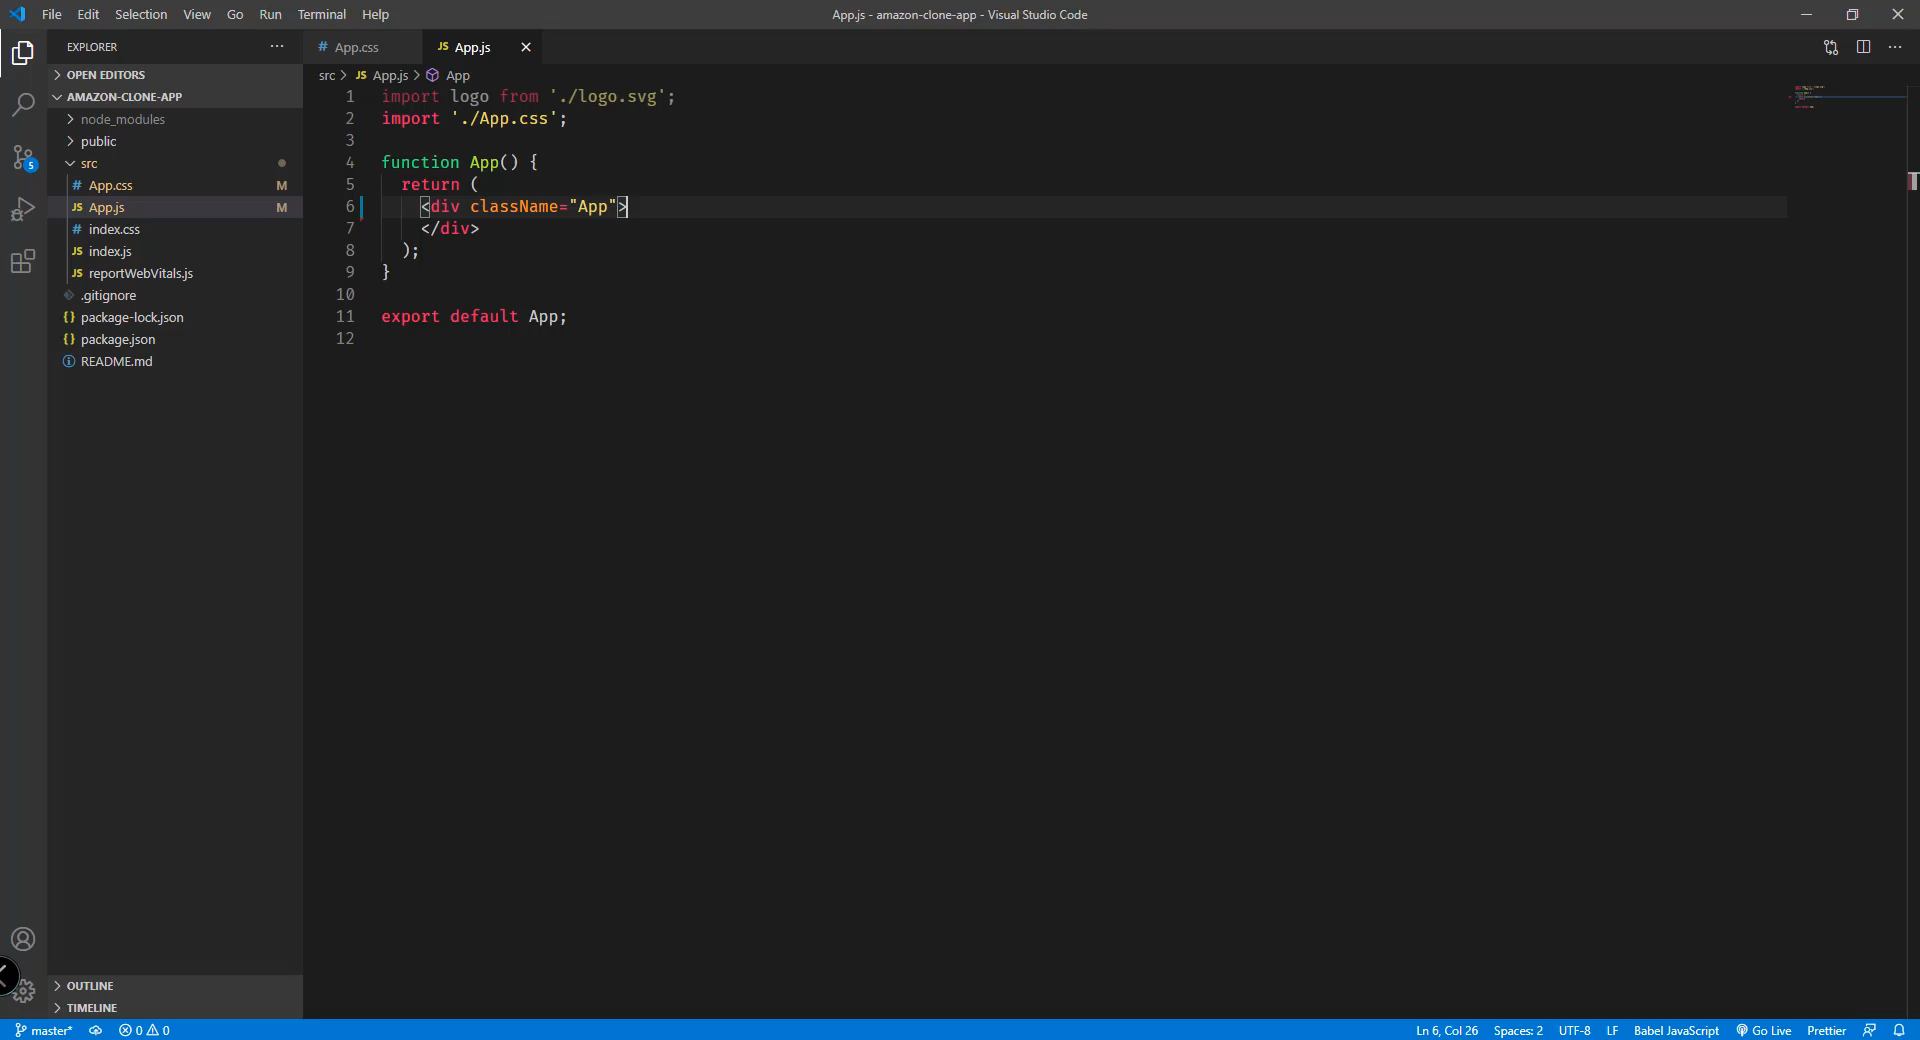 File Edit Selection View Go Run Terminal Help
App.js - amazon-clone-app - Visual Studio Code
EXPLORER
OPEN EDITORS
AMAZON-CLONE-APP
node_modules
public
src
# App.css M
JS App.js M
# index.css
JS index.js
JS reportWebVitals.js
.gitignore
{} package-lock.json
{} package.json
README.md
OUTLINE
TIMELINE
5
# App.css JS App.js
src > JS App.js > App
1 import logo from './logo.svg';
2 import './App.css';
3
4 function App() {
5 return (
6 <div className="App">
7 </div>
8 );
9 }
10
11 export default App;
12
master* 0 0 Ln 6, Col 26 Spaces: 2 UTF-8 LF Babel JavaScript Go Live Prettier